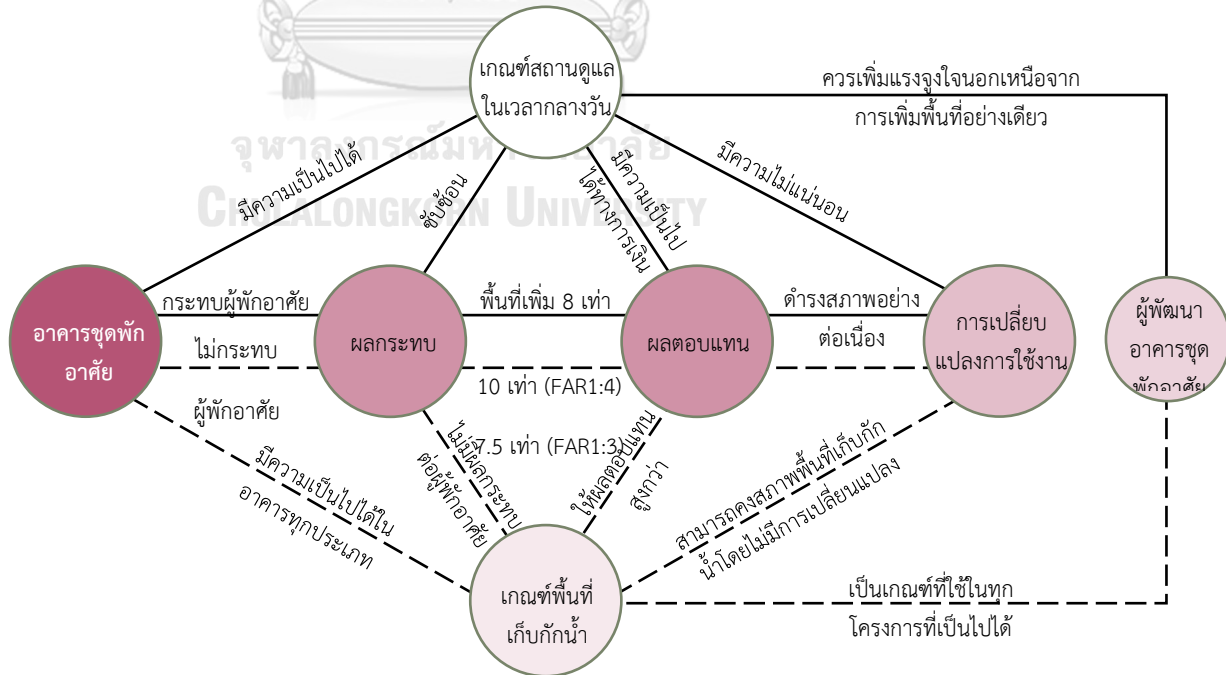 เกณฑ์สถานดูแล
ในเวลากลางวัน
ควรเพิ่มแรงจูงใจนอกเหนือจาก
การเพิ่มพื้นที่อย่างเดียว
จุฬาลงกรณ์มหาวิทยาลัย
CHULALONGKORN UNIVERSITY
มีความเป็นไปได้
ซับซ้อน
มีความเป็นไป
ได้ทางการเงิน
มีความไม่แน่นอน
อาคารชุดพัก
อาศัย
กระทบผู้พักอาศัย
ไม่กระทบ
ผู้พักอาศัย
ผลกระทบ
พื้นที่เพิ่ม 8 เท่า
10 เท่า (FAR1:4)
7.5 เท่า (FAR1:3)
ผลตอบแทน
ดำรงสภาพอย่าง
ต่อเนื่อง
การเปลี่ยบ
แปลงการใช้งาน
ผู้พัฒนา
อาคารชุด
พักอาศัย
มีความเป็นไปได้ใน
อาคารทุกประเภท
ไม่มีผลกระทบ
ต่อผู้พักอาศัย
ให้ผลตอบแทน
สูงกว่า
สามารถคงสภาพพื้นที่เก็บกัก
น้ำโดยไม่มีการเปลี่ยนแปลง
เกณฑ์พื้นที่
เก็บกักน้ำ
เป็นเกณฑ์ที่ใช้ในทุก
โครงการที่เป็นไปได้